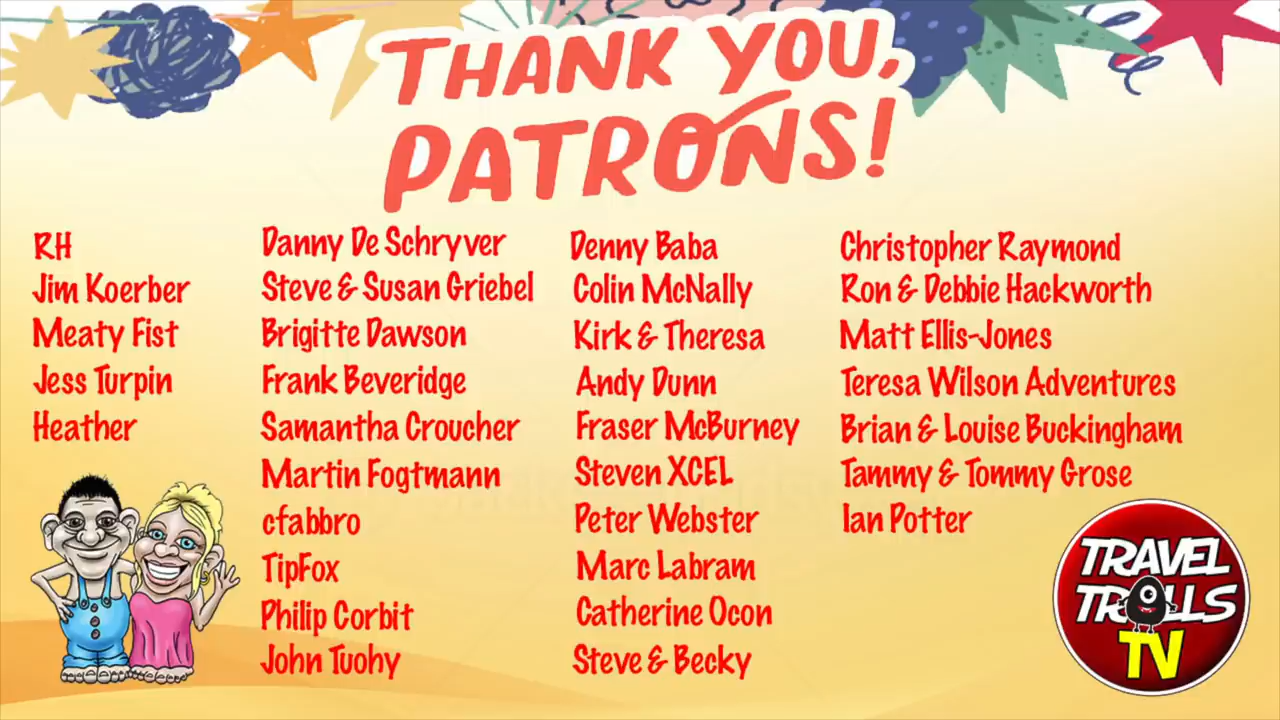 THANK YOU,
PATRONS!
RH
Jim Koerber
Meaty Fist
Jess Turpin
Heather
Danny De Schryver
Steve & Susan Griebel
Brigitte Dawson
Frank Beveridge
Samantha Croucher
Martin Fogtmann
cfabbro
TipFox
Philip Corbit
John Tuohy
Denny Baba
Colin McNally
Kirk & Theresa
Andy Dunn
Fraser McBurney
Steven XCEL
Peter Webster
Marc Labram
Catherine Ocon
Steve & Becky
Christopher Raymond
Ron & Debbie Hackworth
Matt Ellis-Jones
Teresa Wilson Adventures
Brian & Louise Buckingham
Tammy & Tommy Grose
Ian Potter
TRAVEL
TROLLS
TV